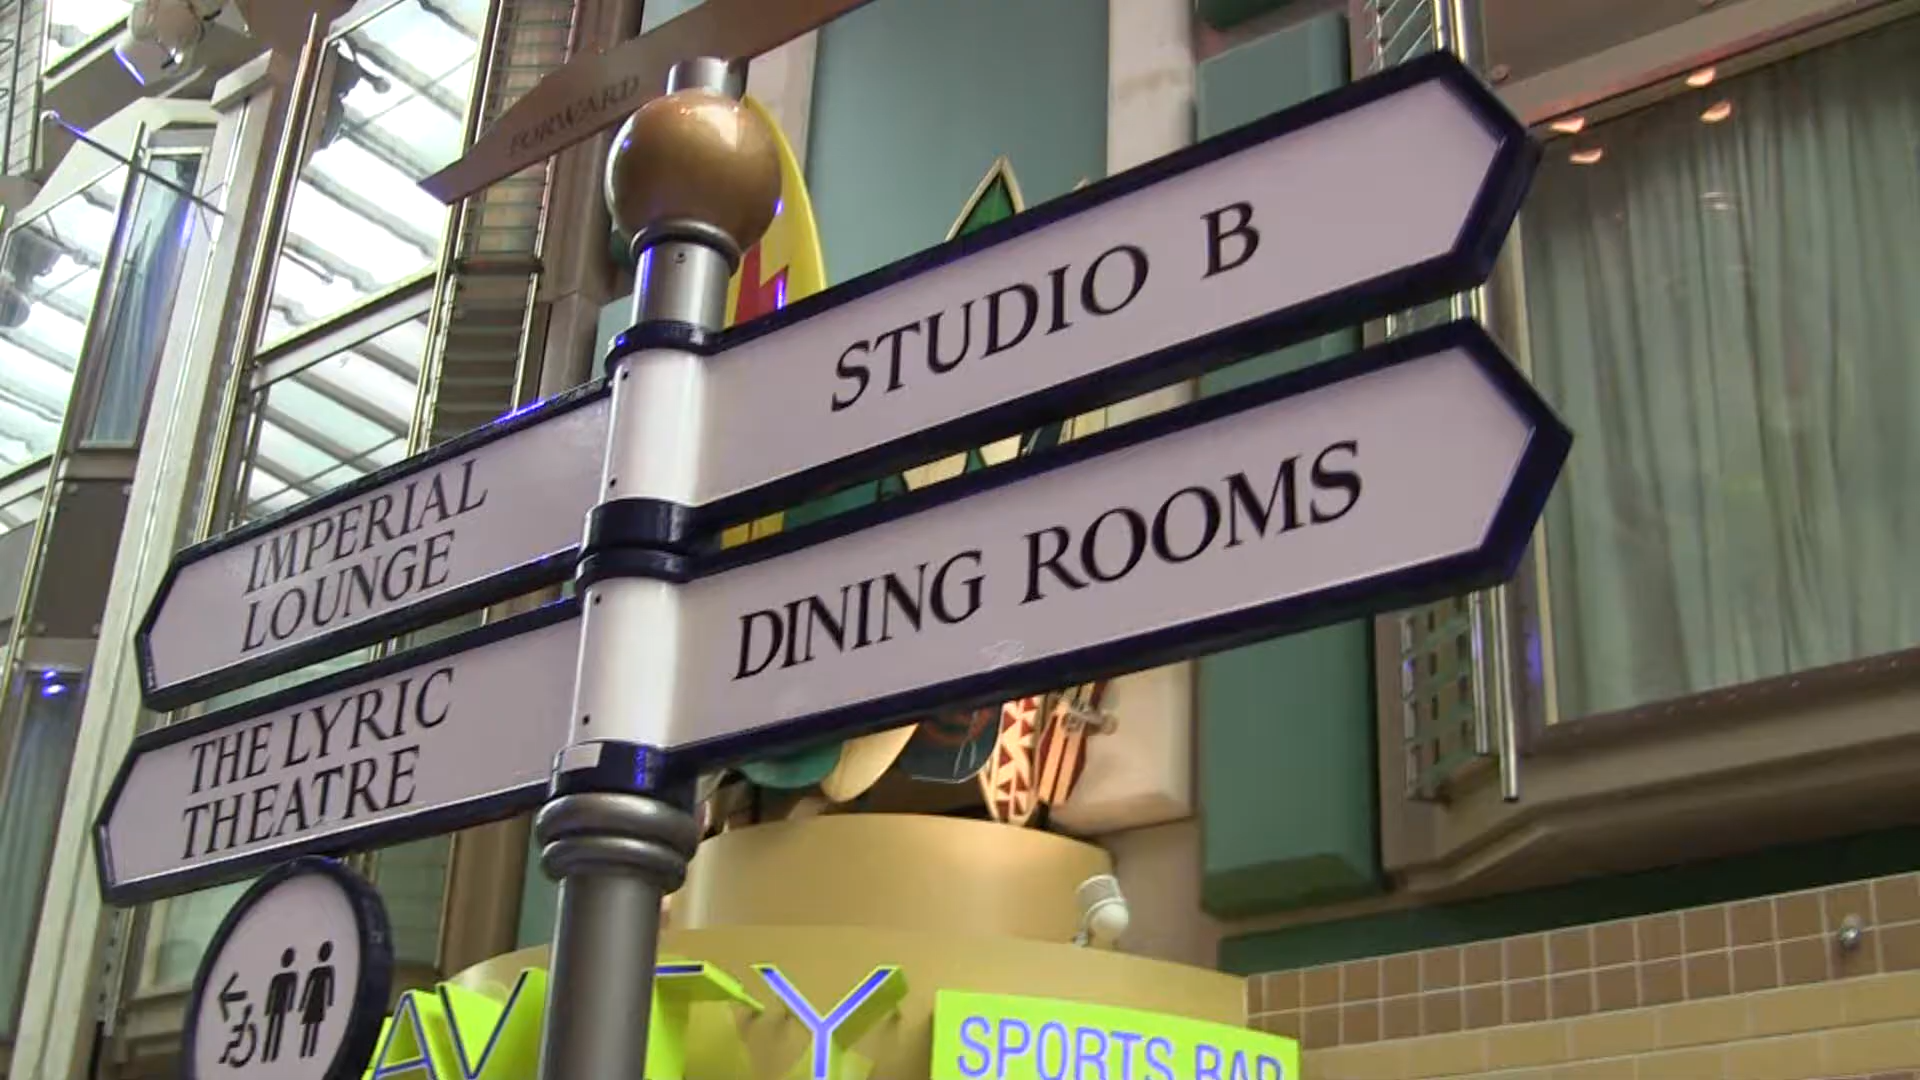 FORWARD
STUDIO B
IMPERIAL
LOUNGE
DINING ROOMS
THE LYRIC
THEATRE
SPORTS BAR